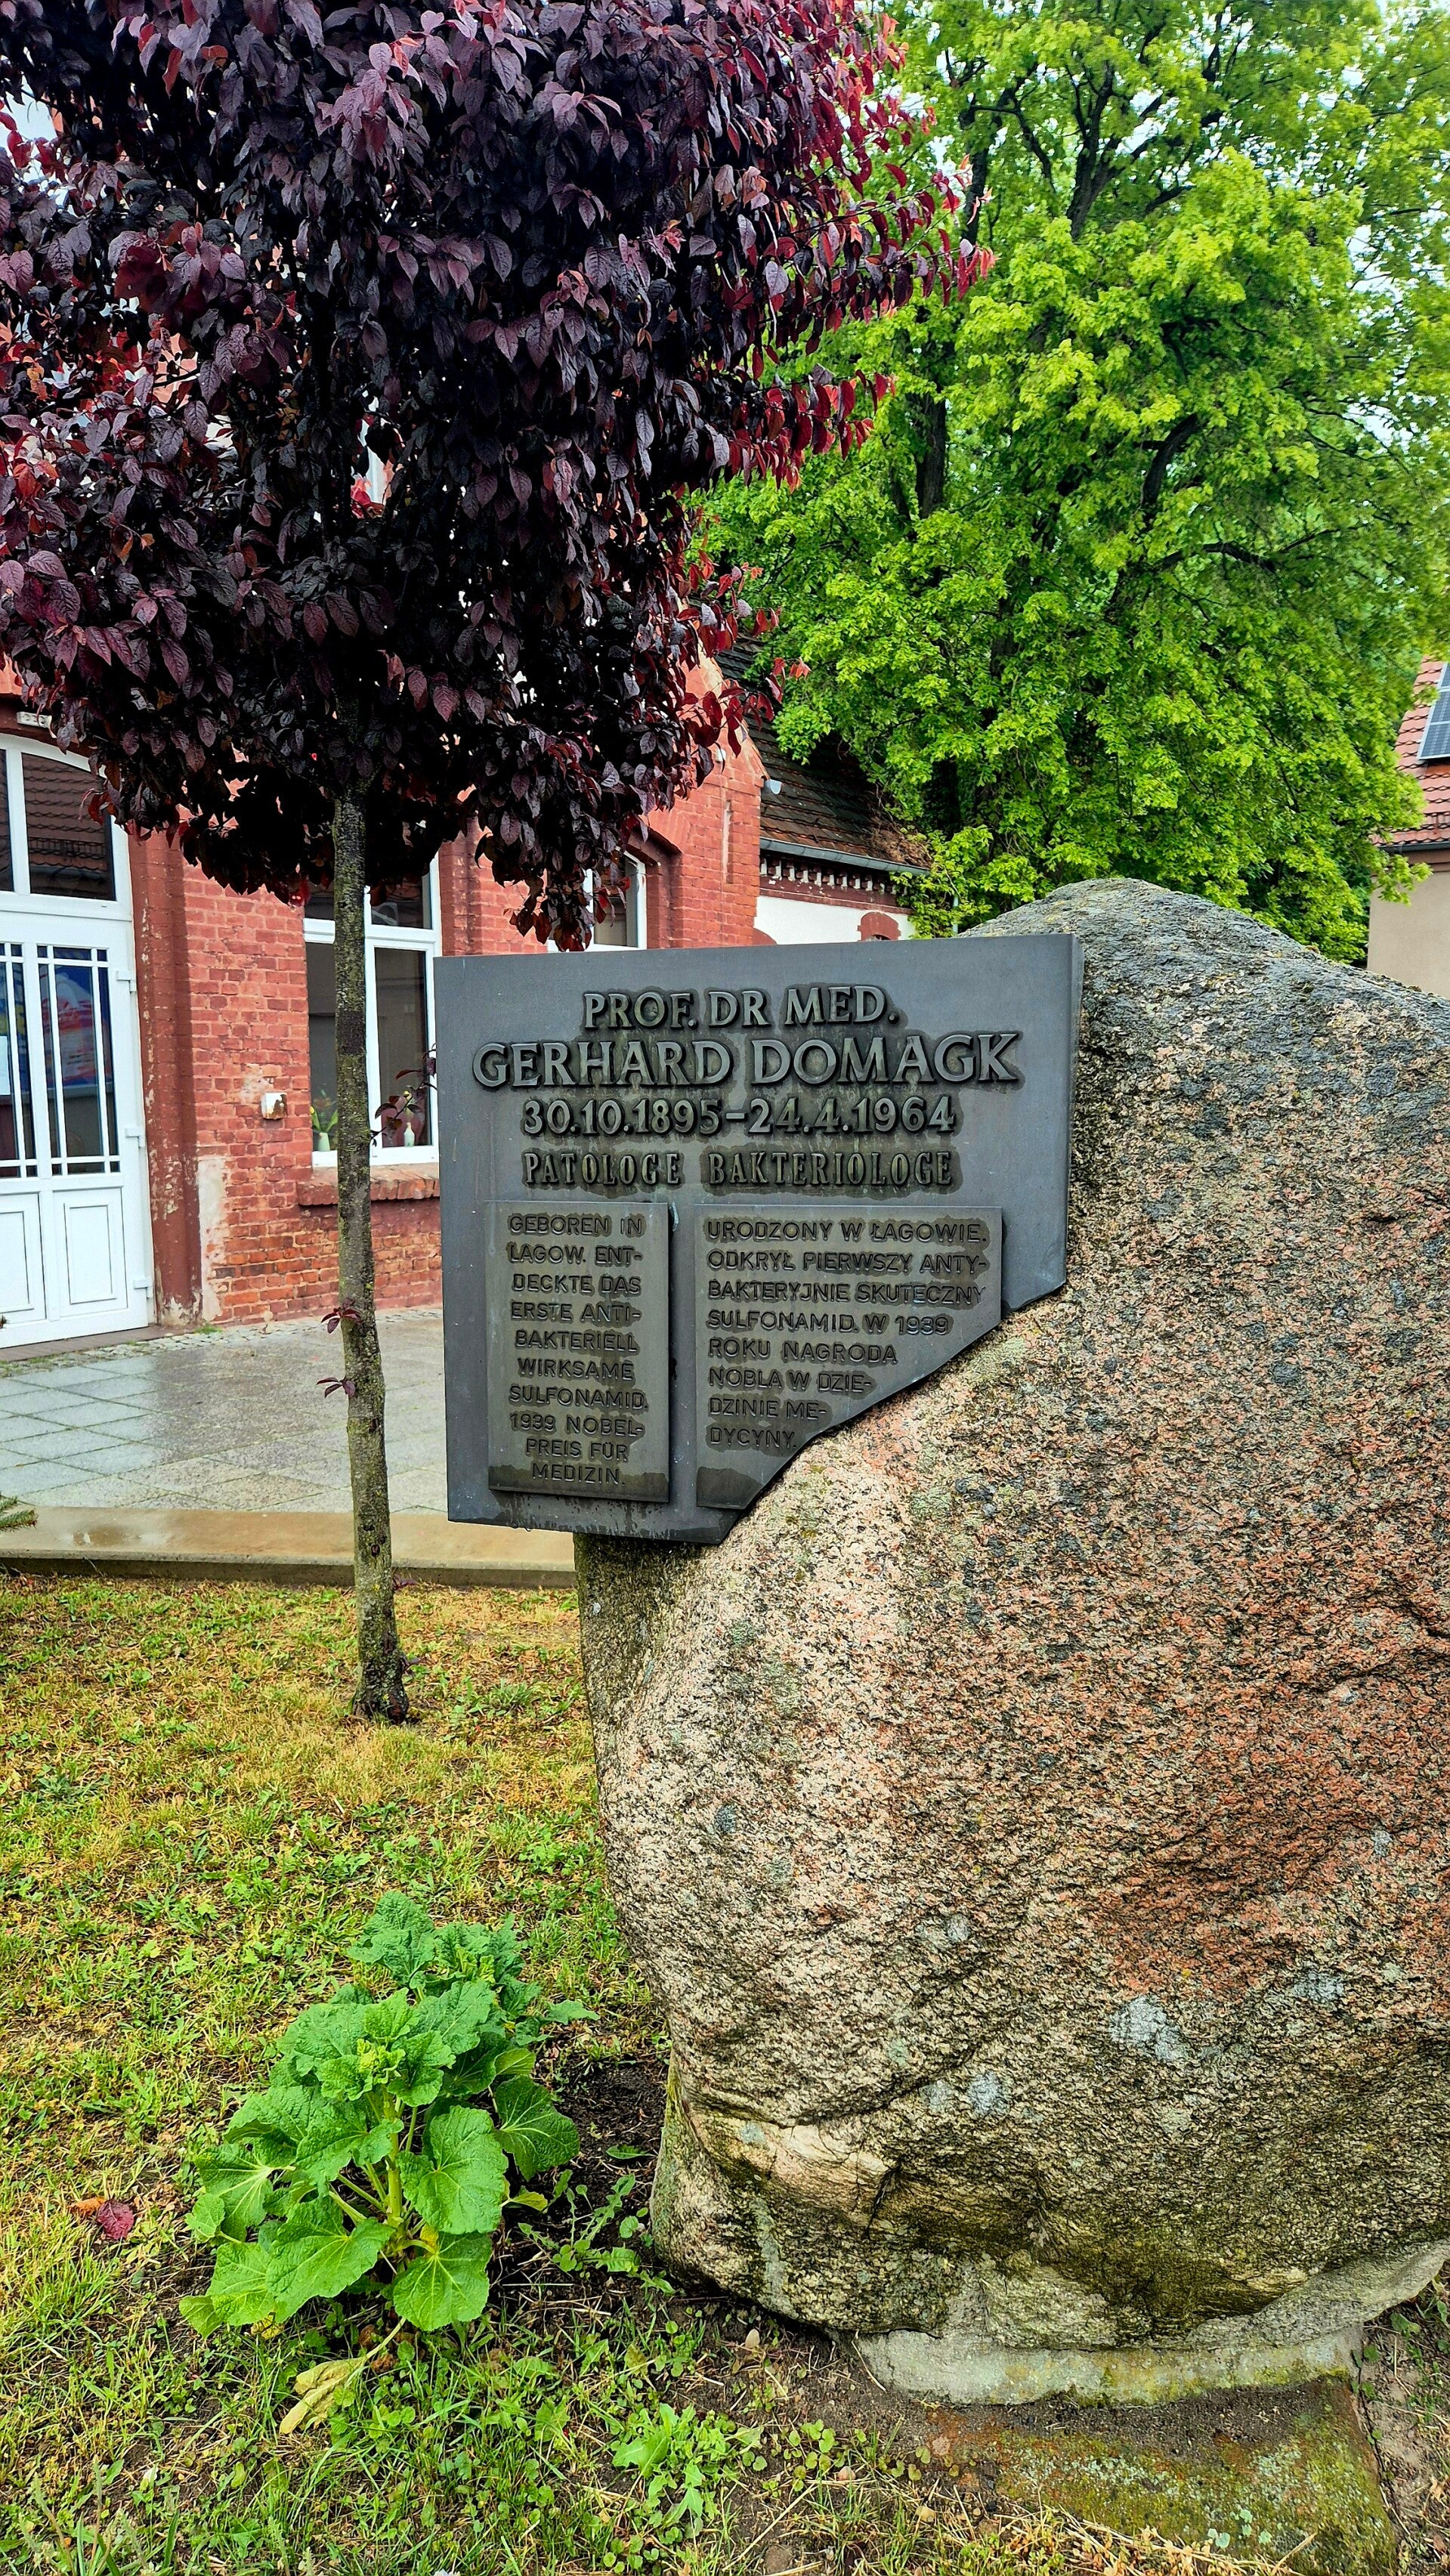 PROF. DR MED.
GERHARD DOMAGK
30.10.1895-24.4.1964
PATOLOGE BAKTERIOLOGE
GEBOREN IN
ŁAGOW. ENT-
DECKTE DAS
ERSTE ANTI-
BAKTERIELL
WIRKSAME
SULFONAMID.
1939 NOBEL-
PREIS FÜR
MEDIZIN.
URODZONY W ŁAGOWIE.
ODKRYŁ PIERWSZY ANTY-
BAKTERYJNIE SKUTECZNY
SULFONAMID. W 1939
ROKU NAGRODA
NOBLA W DZIE-
DZINIE ME-
DYCYNY.